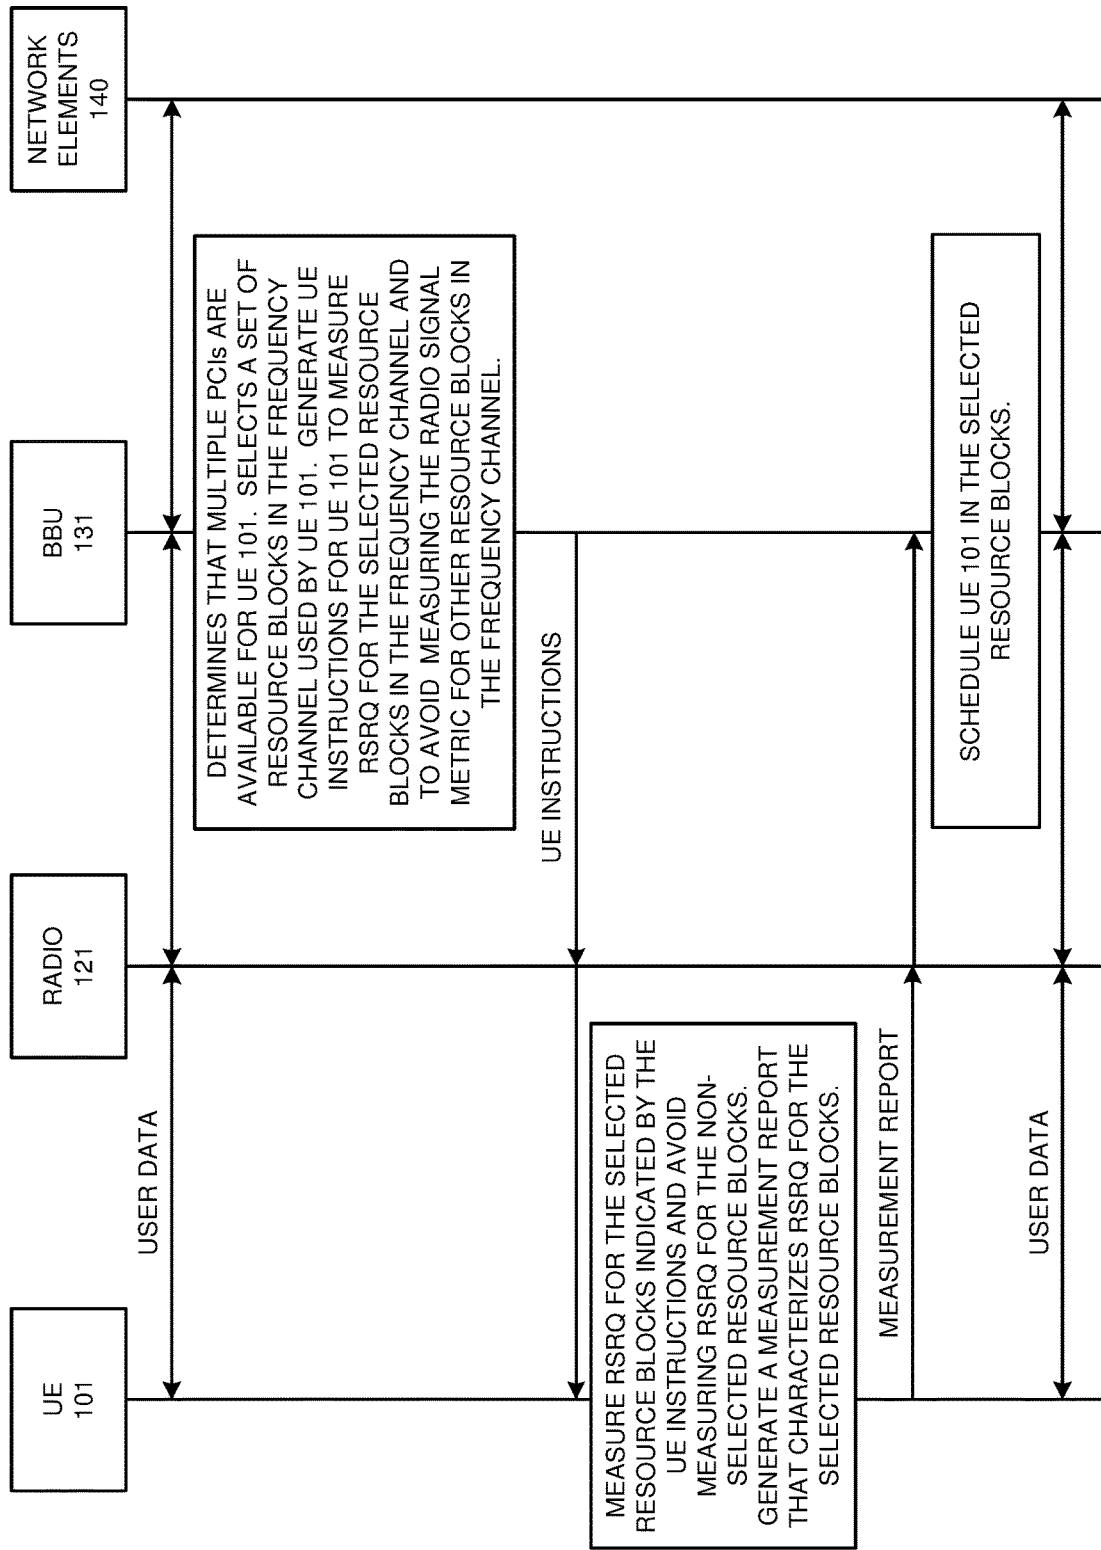 UE
101
RADIO
121
BBU
131
NETWORK
ELEMENTS
140
USER DATA
DETERMINES THAT MULTIPLE PCIs ARE
AVAILABLE FOR UE 101. SELECTS A SET OF
RESOURCE BLOCKS IN THE FREQUENCY
CHANNEL USED BY UE 101. GENERATE UE
INSTRUCTIONS FOR UE 101 TO MEASURE
RSRQ FOR THE SELECTED RESOURCE
BLOCKS IN THE FREQUENCY CHANNEL AND
TO AVOID MEASURING THE RADIO SIGNAL
METRIC FOR OTHER RESOURCE BLOCKS IN
THE FREQUENCY CHANNEL.
UE INSTRUCTIONS
MEASURE RSRQ FOR THE SELECTED
RESOURCE BLOCKS INDICATED BY THE
UE INSTRUCTIONS AND AVOID
MEASURING RSRQ FOR THE NON-
SELECTED RESOURCE BLOCKS.
GENERATE A MEASUREMENT REPORT
THAT CHARACTERIZES RSRQ FOR THE
SELECTED RESOURCE BLOCKS.
MEASUREMENT REPORT
SCHEDULE UE 101 IN THE SELECTED
RESOURCE BLOCKS.
USER DATA